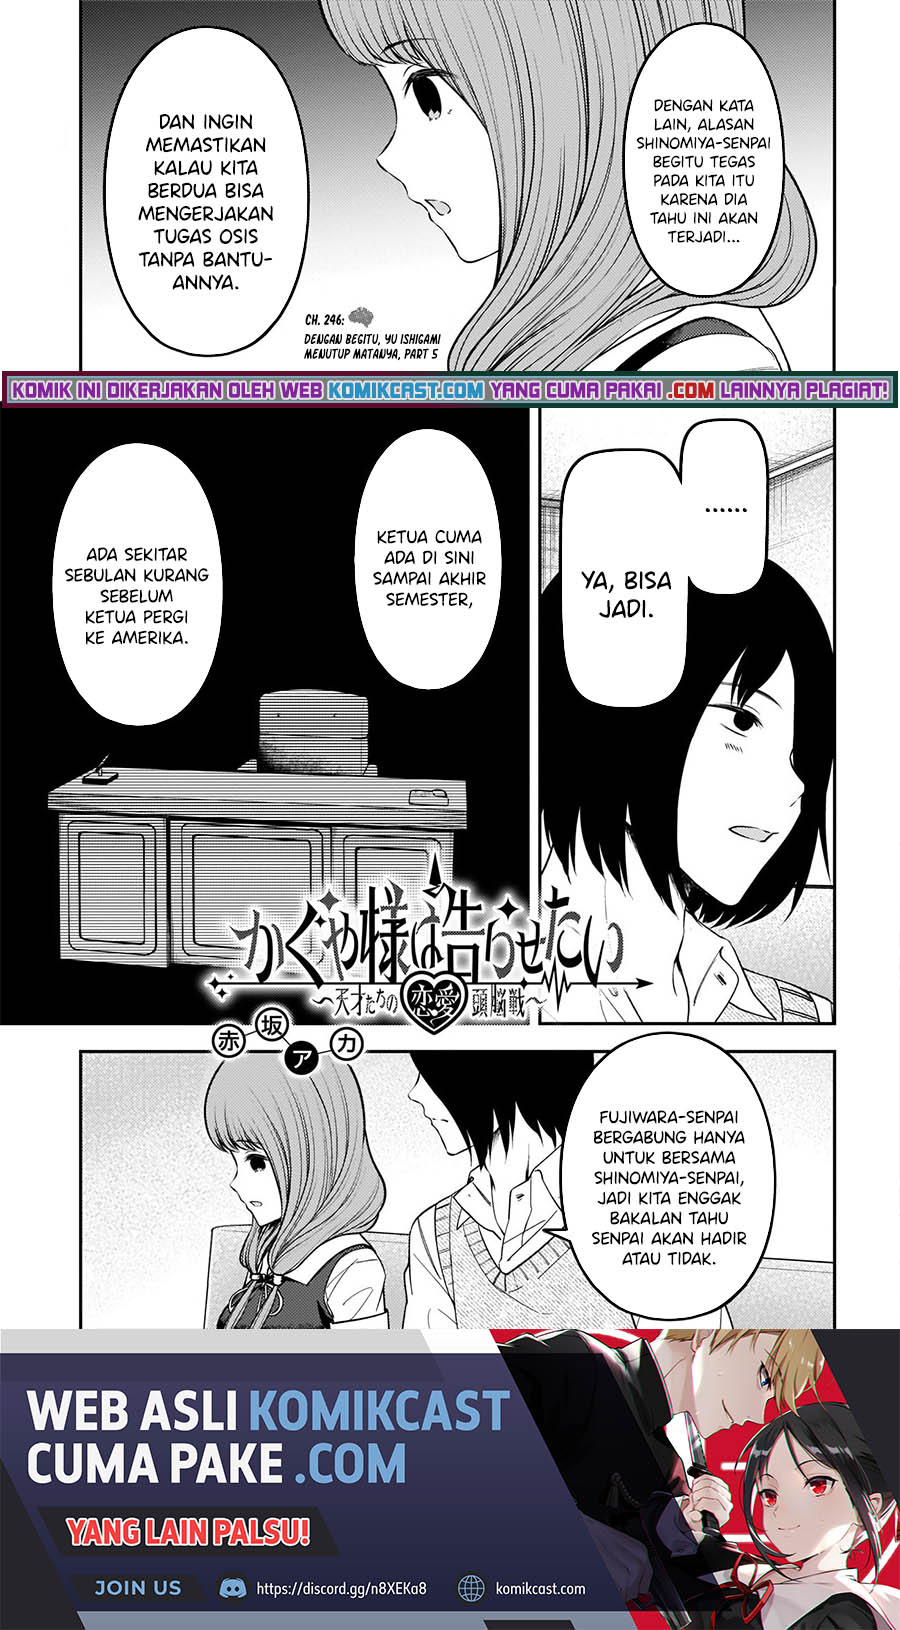 DENGAN KATA
LAIN, ALASAN
SHINOMIYA-SENPAI
BEGITU TEGAS
PADA KITA ITU
KARENA DIA
TAHU INI AKAN
TERJADI...
DAN INGIN
MEMASTIKAN
KALAU KITA
BERDUA BISA
MENGERJAKAN
TUGAS OSIS
TANPA BANTU-
ANNYA.
CH. 246:
DENGAN BEGITU, YU ISHIGAMI
MENUTUP MATANYA, PART 5
KOMIK INI DIKERJAKAN OLEH WEB KOMIKCAST.COM YANG CUMA PAKAI .COM LAINNYA PLAGIAT!
......
YA, BISA
JADI.
KETUA CUMA
ADA DI SINI
SAMPAI AKHIR
SEMESTER,
ADA SEKITAR
SEBULAN KURANG
SEBELUM
KETUA PERGI
KE AMERIKA.
かぐや様は告らせたい
～天才たちの恋愛頭脳戦～
赤坂アカ
FUJIWARA-SENPAI
BERGABUNG HANYA
UNTUK BERSAMA
SHINOMIYA-SENPAI,
JADI KITA ENGGAK
BAKALAN TAHU
SENPAI AKAN HADIR
ATAU TIDAK.
WEB ASLI KOMIKCAST
CUMA PAKE .COM
YANG LAIN PALSU!
JOIN US https://discord.gg/n8XEKa8 komikcast.com